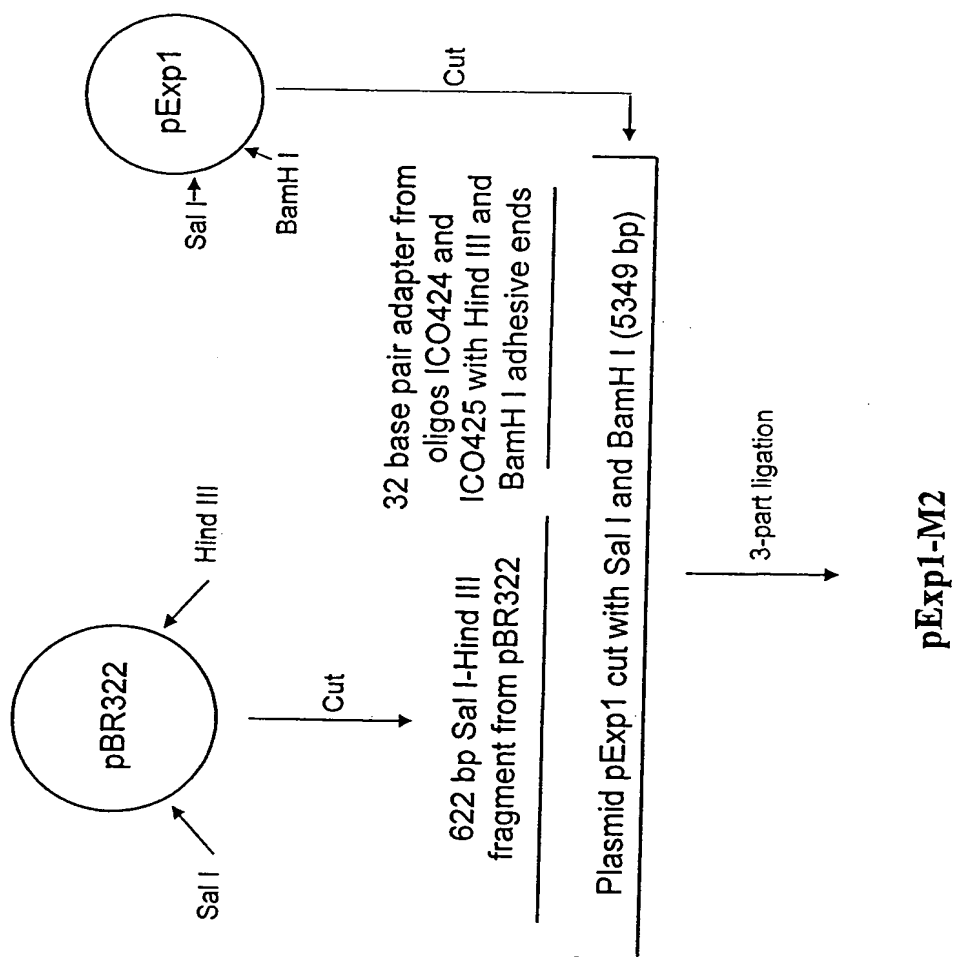 pBR322
Sal I
Hind III
Cut
pExp1
Sal I
BamH I
Cut
622 bp Sal I-Hind III
fragment from pBR322
32 base pair adapter from
oligos ICO424 and
ICO425 with Hind III and
BamH I adhesive ends
Plasmid pExp1 cut with Sal I and BamH I (5349 bp)
3-part ligation
pExp1-M2